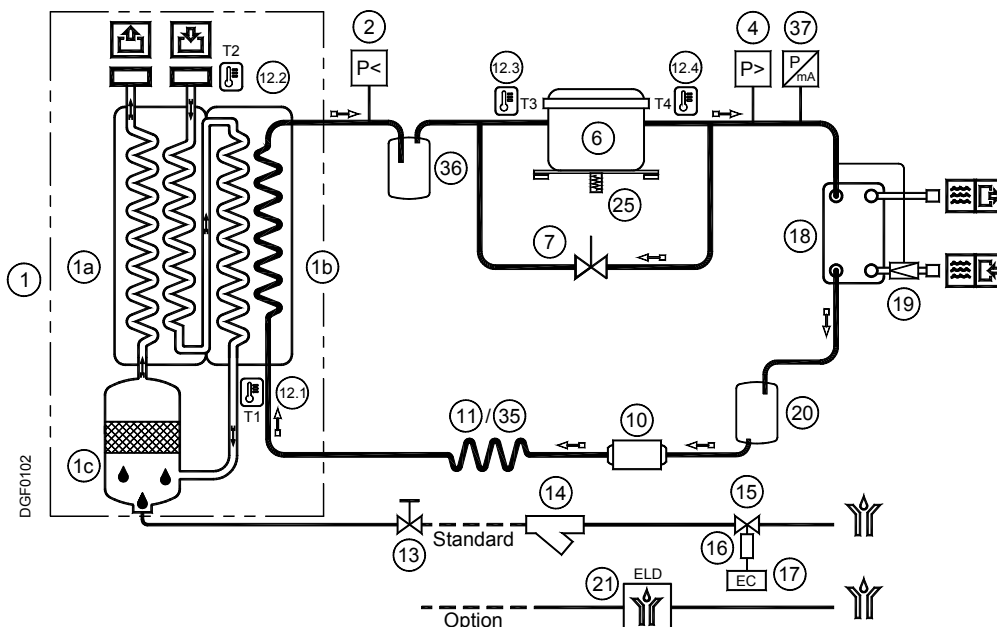 2
4
37
T2
12.2
P<
12.3
12.4
P>
P/mA
T3
T4
6
36
25
1a
1b
7
18
1
19
12.1
T1
11 / 35
10
20
1c
14
15
DGF0102
13
Standard
16
EC
17
21
ELD
Option